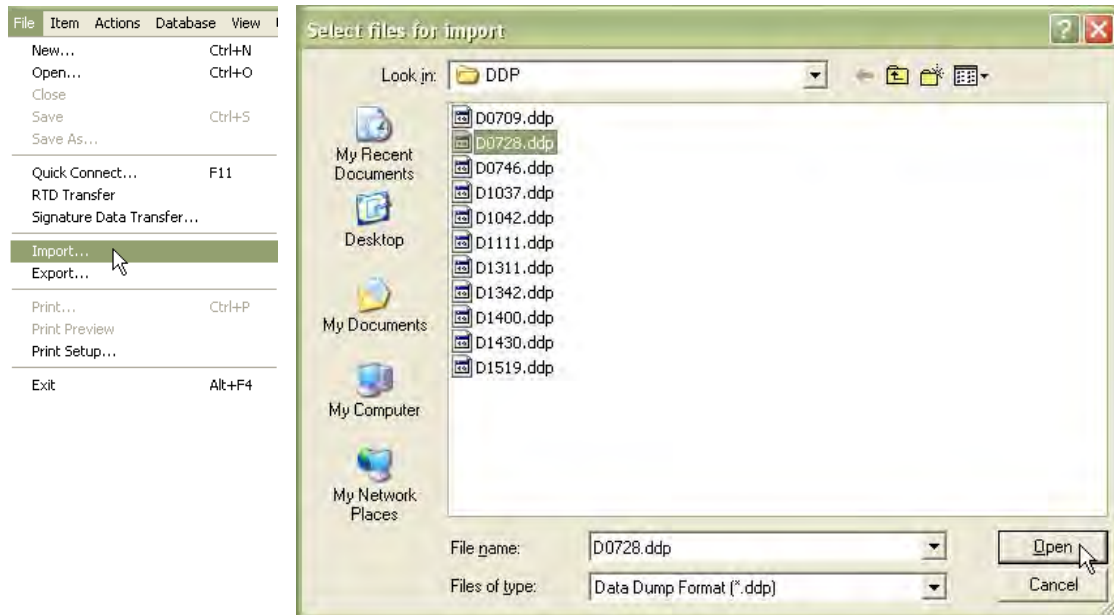 File Item Actions Database View
New... Ctrl+N
Open... Ctrl+O
Close
Save Ctrl+S
Save As...
Quick Connect... F11
RTD Transfer
Signature Data Transfer...
Import...
Export...
Print... Ctrl+P
Print Preview
Print Setup...
Exit Alt+F4
Select files for import
Look in: DDP
My Recent
Documents
Desktop
My Documents
My Computer
My Network
Places
D0709.ddp
D0728.ddp
D0746.ddp
D1037.ddp
D1042.ddp
D1111.ddp
D1311.ddp
D1342.ddp
D1400.ddp
D1430.ddp
D1519.ddp
File name: D0728.ddp Open
Files of type: Data Dump Format (*.ddp) Cancel